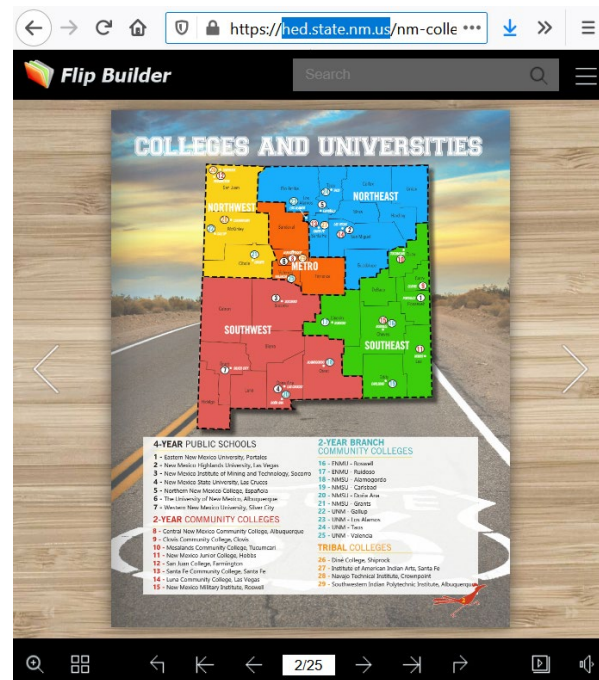 https://hed.state.nm.us/nm-colle
Flip Builder
Search
COLLEGES AND UNIVERSITIES
NORTHWEST
NORTHEAST
METRO
SOUTHWEST
SOUTHEAST
4-YEAR PUBLIC SCHOOLS
1 - Eastern New Mexico University, Portales
2 - New Mexico Highlands University, Las Vegas
3 - New Mexico Institute of Mining and Technology, Socorro
4 - New Mexico State University, Las Cruces
5 - Northern New Mexico College, Española
6 - The University of New Mexico, Albuquerque
7 - Western New Mexico University, Silver City
2-YEAR COMMUNITY COLLEGES
8 - Central New Mexico Community College, Albuquerque
9 - Clovis Community College, Clovis
10 - Mesalands Community College, Tucumcari
11 - New Mexico Junior College, Hobbs
12 - San Juan College, Farmington
13 - Santa Fe Community College, Santa Fe
14 - Luna Community College, Las Vegas
15 - New Mexico Military Institute, Roswell
2-YEAR BRANCH
COMMUNITY COLLEGES
16 - ENMU - Roswell
17 - ENMU - Ruidoso
18 - NMSU - Alamogordo
19 - NMSU - Carlsbad
20 - NMSU - Doña Ana
21 - NMSU - Grants
22 - UNM - Gallup
23 - UNM - Los Alamos
24 - UNM - Taos
25 - UNM - Valencia
TRIBAL COLLEGES
26 - Diné College, Shiprock
27 - Institute of American Indian Arts, Santa Fe
28 - Navajo Technical Institute, Crownpoint
29 - Southwestern Indian Polytechnic Institute, Albuquerque
2/25